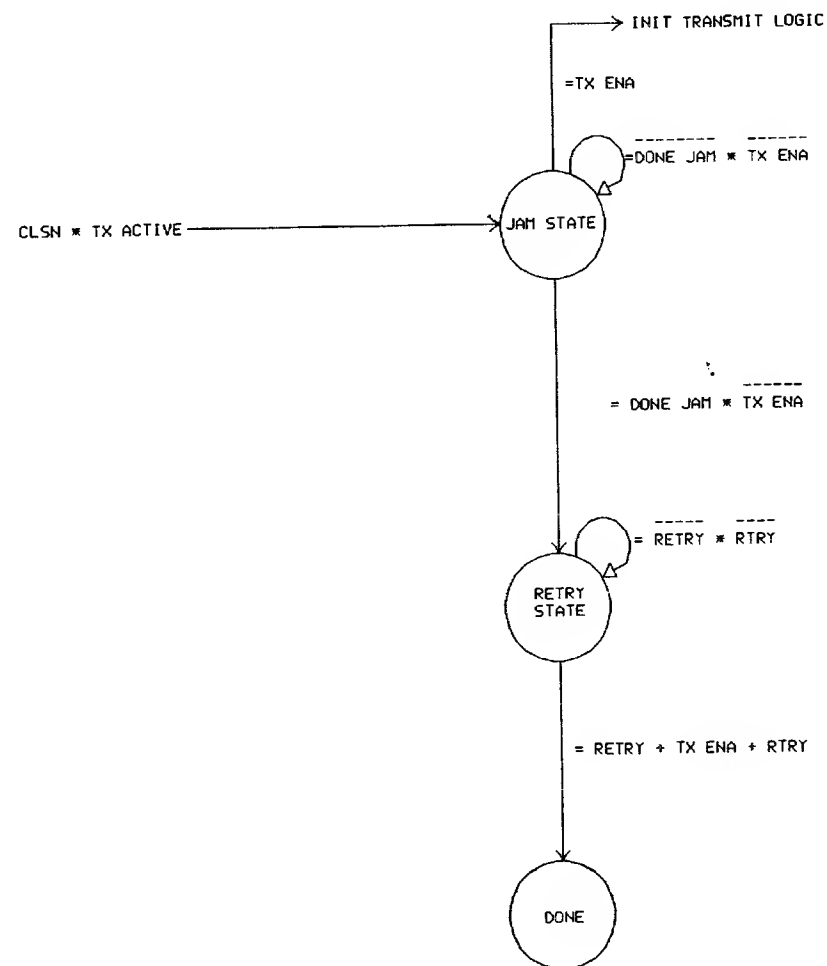 INIT TRANSMIT LOGIC
=TX ENA
=DONE JAM * TX ENA
JAM STATE
CLSN * TX ACTIVE
= DONE JAM * TX ENA
= RETRY * RTRY
RETRY
STATE
= RETRY + TX ENA + RTRY
DONE